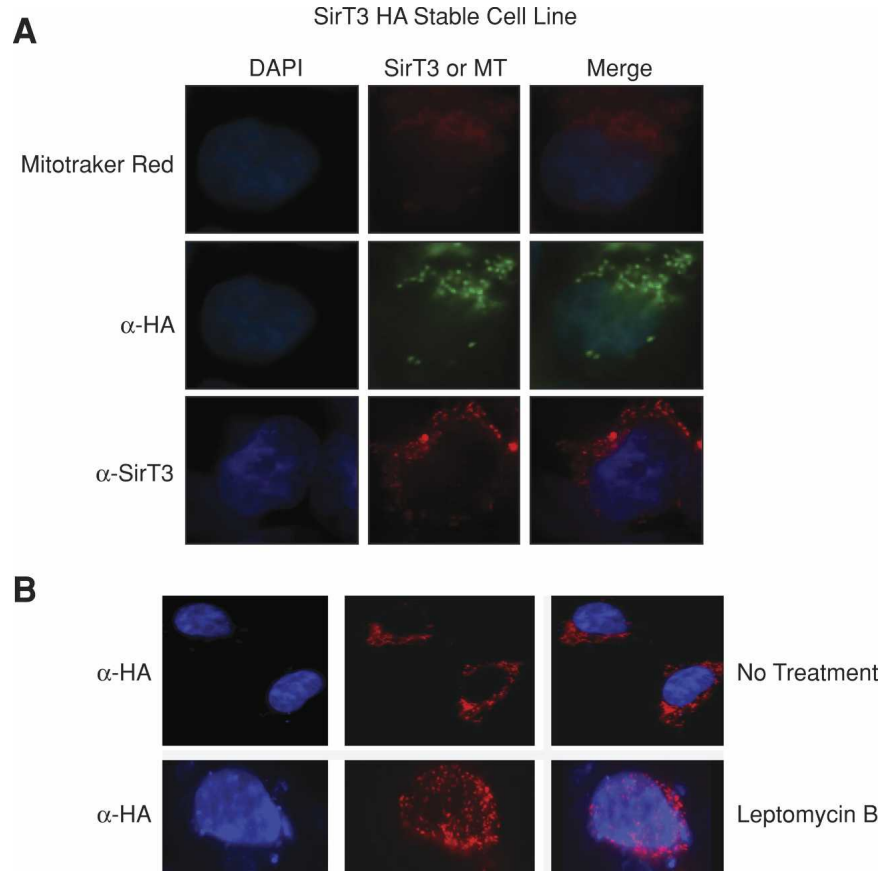 SirT3 HA Stable Cell Line
A
DAPI SirT3 or MT Merge
Mitotraker Red
α-HA
α-SirT3
B
α-HA No Treatment
α-HA Leptomycin B